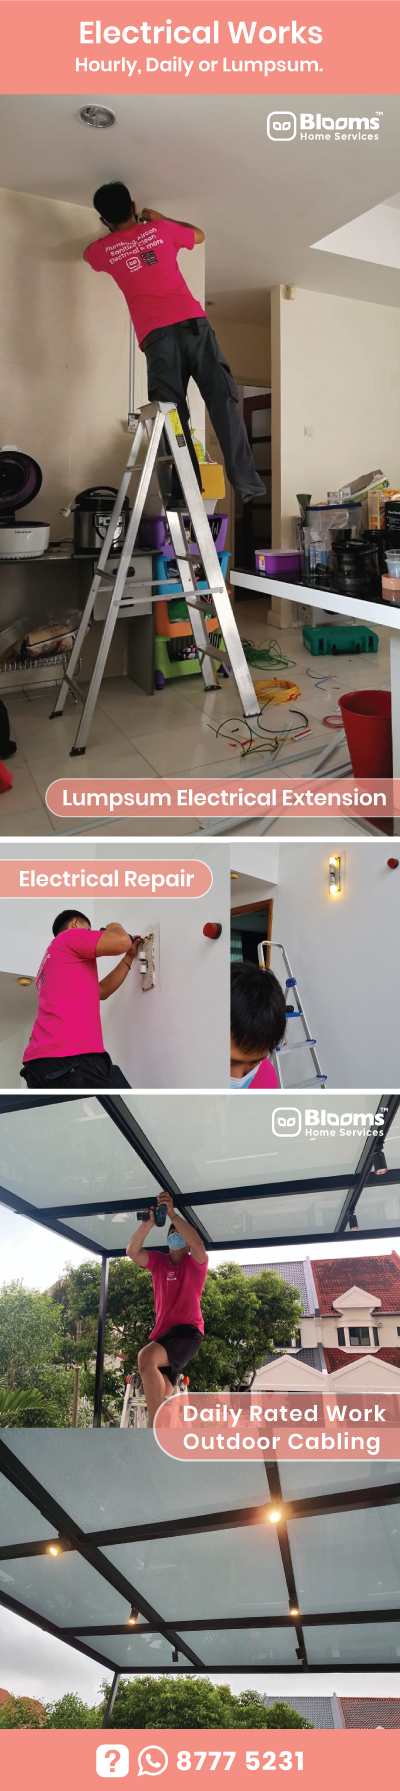 Electrical Works
Hourly, Daily or Lumpsum.
Blooms™
Home Services
Plumbing Aircon
Sanitize Clean
Electrical & more
Lumpsum Electrical Extension
Electrical Repair
Blooms™
Home Services
Daily Rated Work
Outdoor Cabling
? 8777 5231